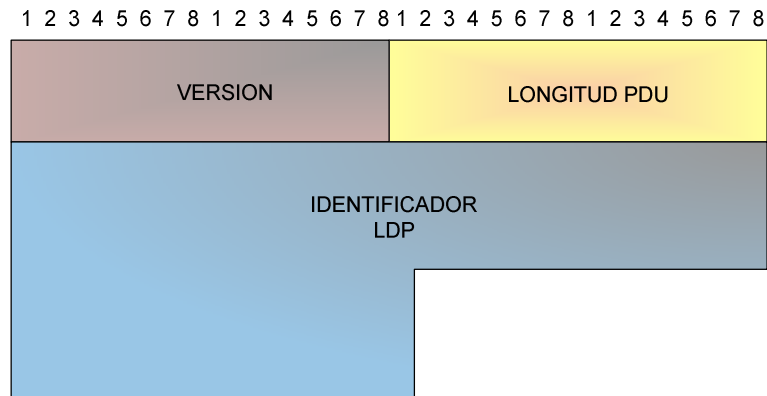 1 2 3 4 5 6 7 8 1 2 3 4 5 6 7 8 1 2 3 4 5 6 7 8 1 2 3 4 5 6 7 8
VERSION LONGITUD PDU
IDENTIFICADOR
LDP